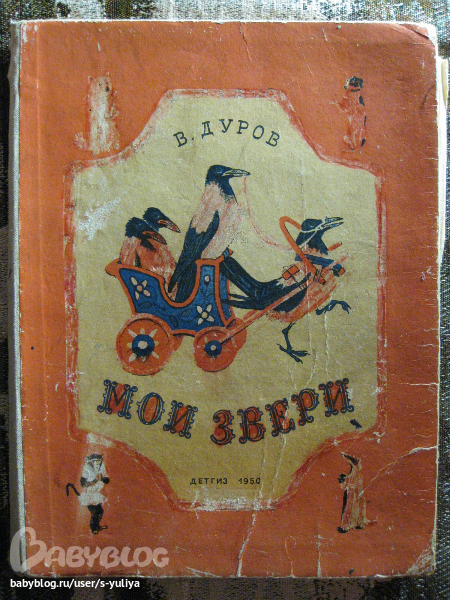 В. ДУРОВ
МОИ ЗВЕРИ
ДЕТГИЗ 1950
BABYBLOG
babyblog.ru/user/s-yuliya